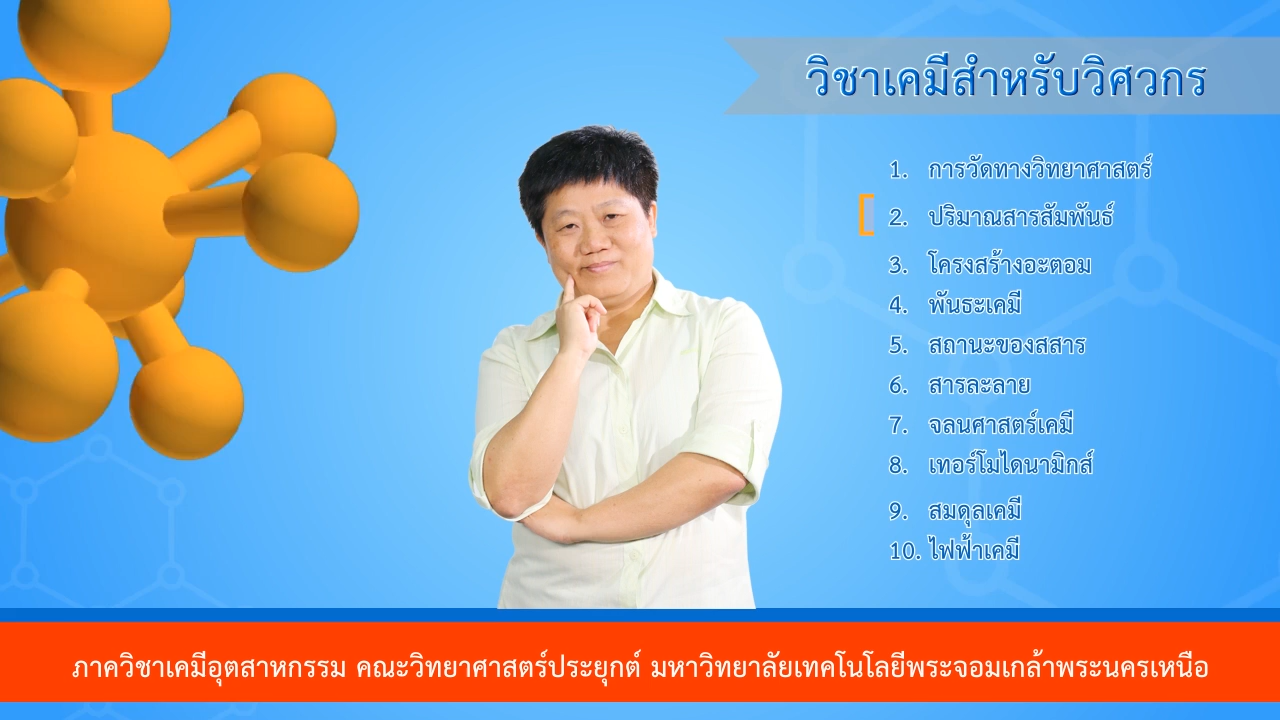 วิชาเคมีสำหรับวิศวกร
1. การวัดทางวิทยาศาสตร์
2. ปริมาณสารสัมพันธ์
3. โครงสร้างอะตอม
4. พันธะเคมี
5. สถานะของสสาร
6. สารละลาย
7. จลนศาสตร์เคมี
8. เทอร์โมไดนามิกส์
9. สมดุลเคมี
10. ไฟฟ้าเคมี
ภาควิชาเคมีอุตสาหกรรม คณะวิทยาศาสตร์ประยุกต์ มหาวิทยาลัยเทคโนโลยีพระจอมเกล้าพระนครเหนือ